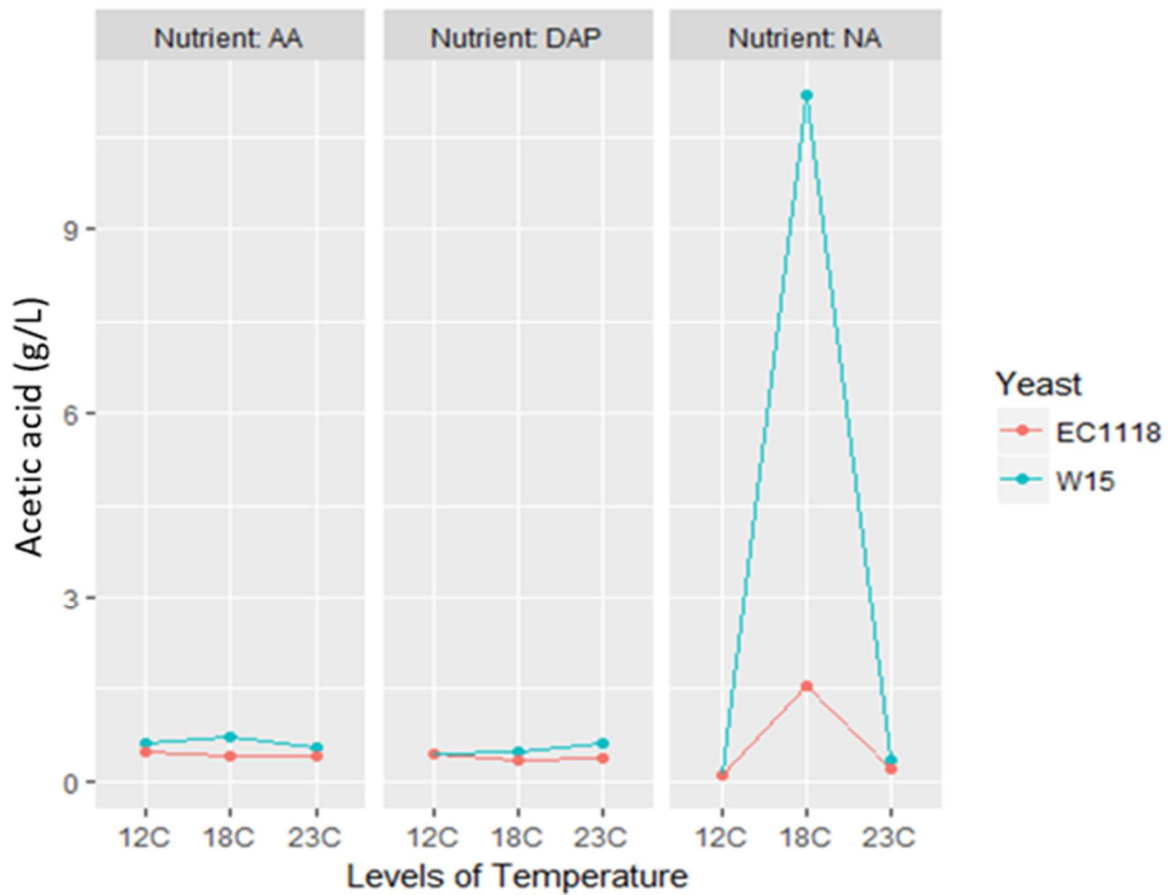 Nutrient: AA
Nutrient: DAP
Nutrient: NA
Acetic acid (g/L)
9
6
3
0
12C 18C 23C
12C 18C 23C
12C 18C 23C
Levels of Temperature
Yeast
EC1118
W15